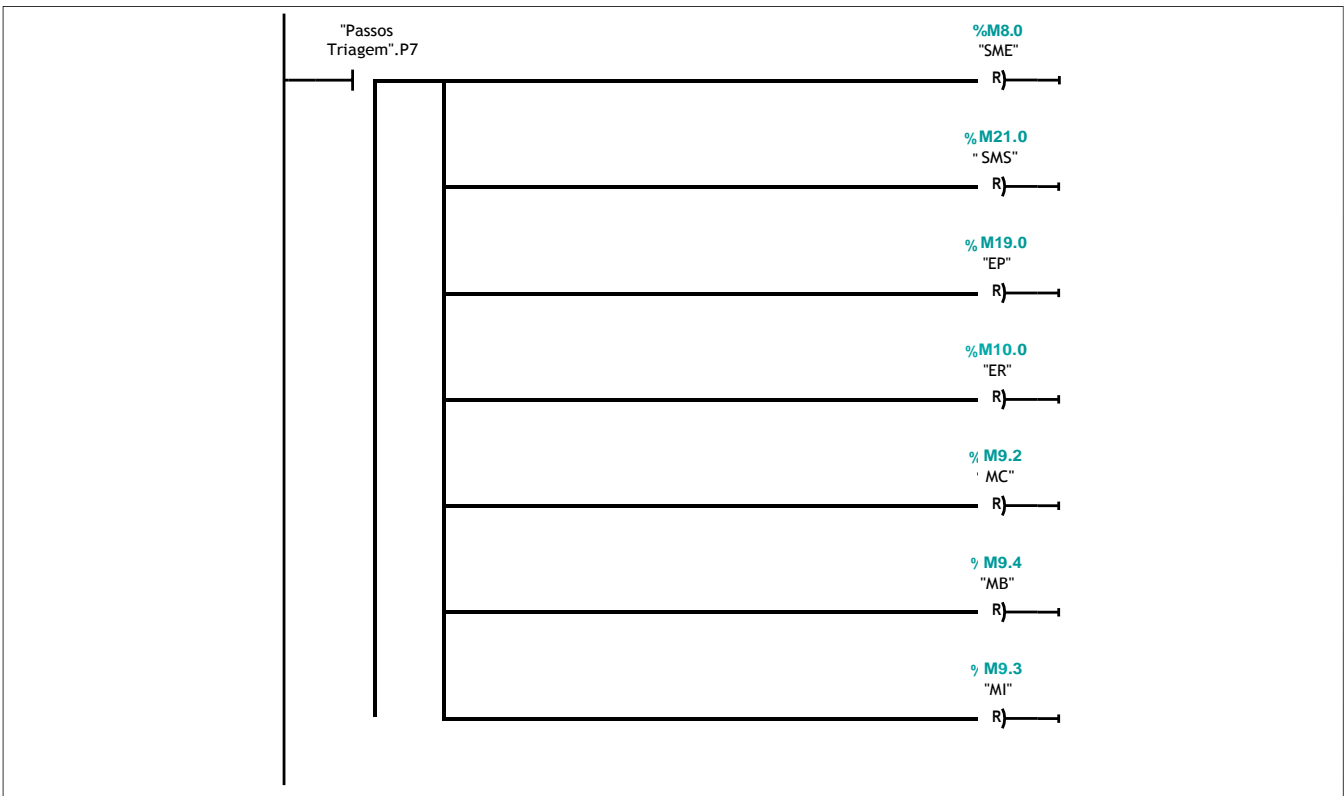 "Passos
Triagem".P7
%M8.0
"SME"
R)
%M21.0
"SMS"
R)
%M19.0
"EP"
R)
%M10.0
"ER"
R)
%M9.2
'MC"
R)
%M9.4
"MB"
R)
%M9.3
"MI"
R)